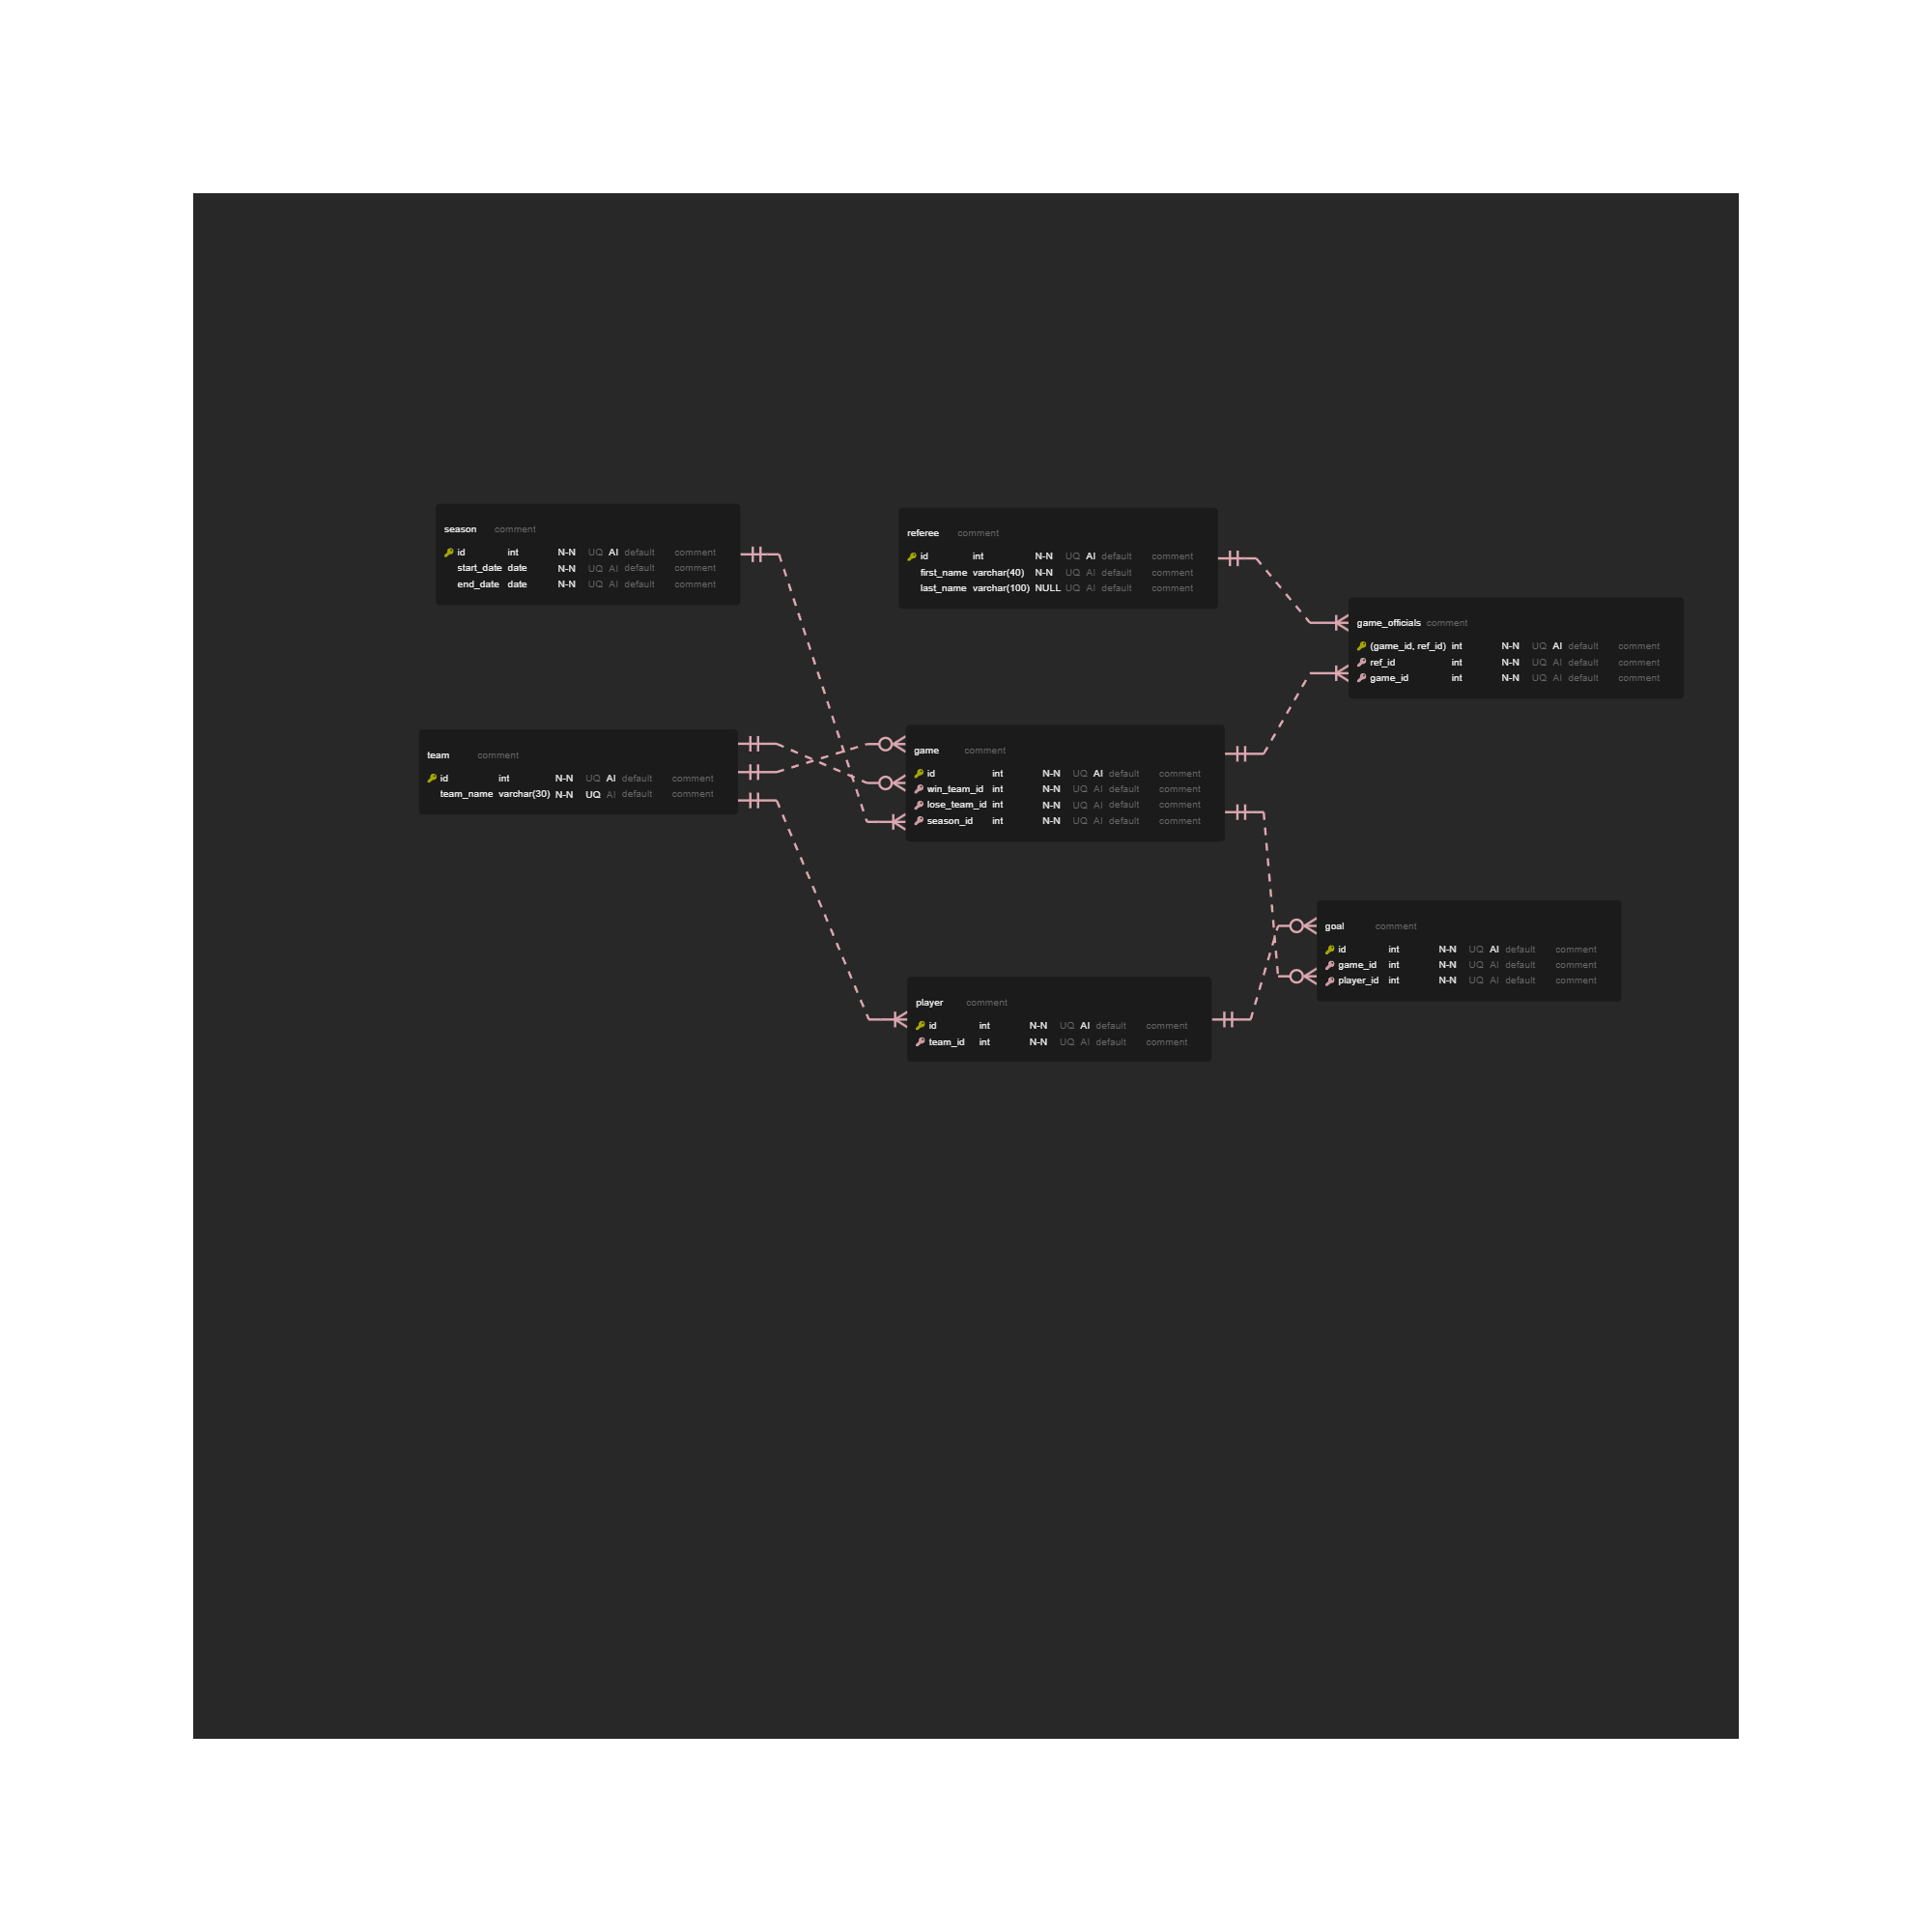 season comment
id int N-N UQ AI default comment
start_date date N-N UQ AI default comment
end_date date N-N UQ AI default comment
referee comment
id int N-N UQ AI default comment
first_name varchar(40) N-N UQ AI default comment
last_name varchar(100) NULL UQ AI default comment
game_officials comment
(game_id, ref_id) int N-N UQ AI default comment
ref_id int N-N UQ AI default comment
game_id int N-N UQ AI default comment
team comment
id int N-N UQ AI default comment
team_name varchar(30) N-N UQ AI default comment
game comment
id int N-N UQ AI default comment
win_team_id int N-N UQ AI default comment
lose_team_id int N-N UQ AI default comment
season_id int N-N UQ AI default comment
goal comment
id int N-N UQ AI default comment
game_id int N-N UQ AI default comment
player_id int N-N UQ AI default comment
player comment
id int N-N UQ AI default comment
team_id int N-N UQ AI default comment